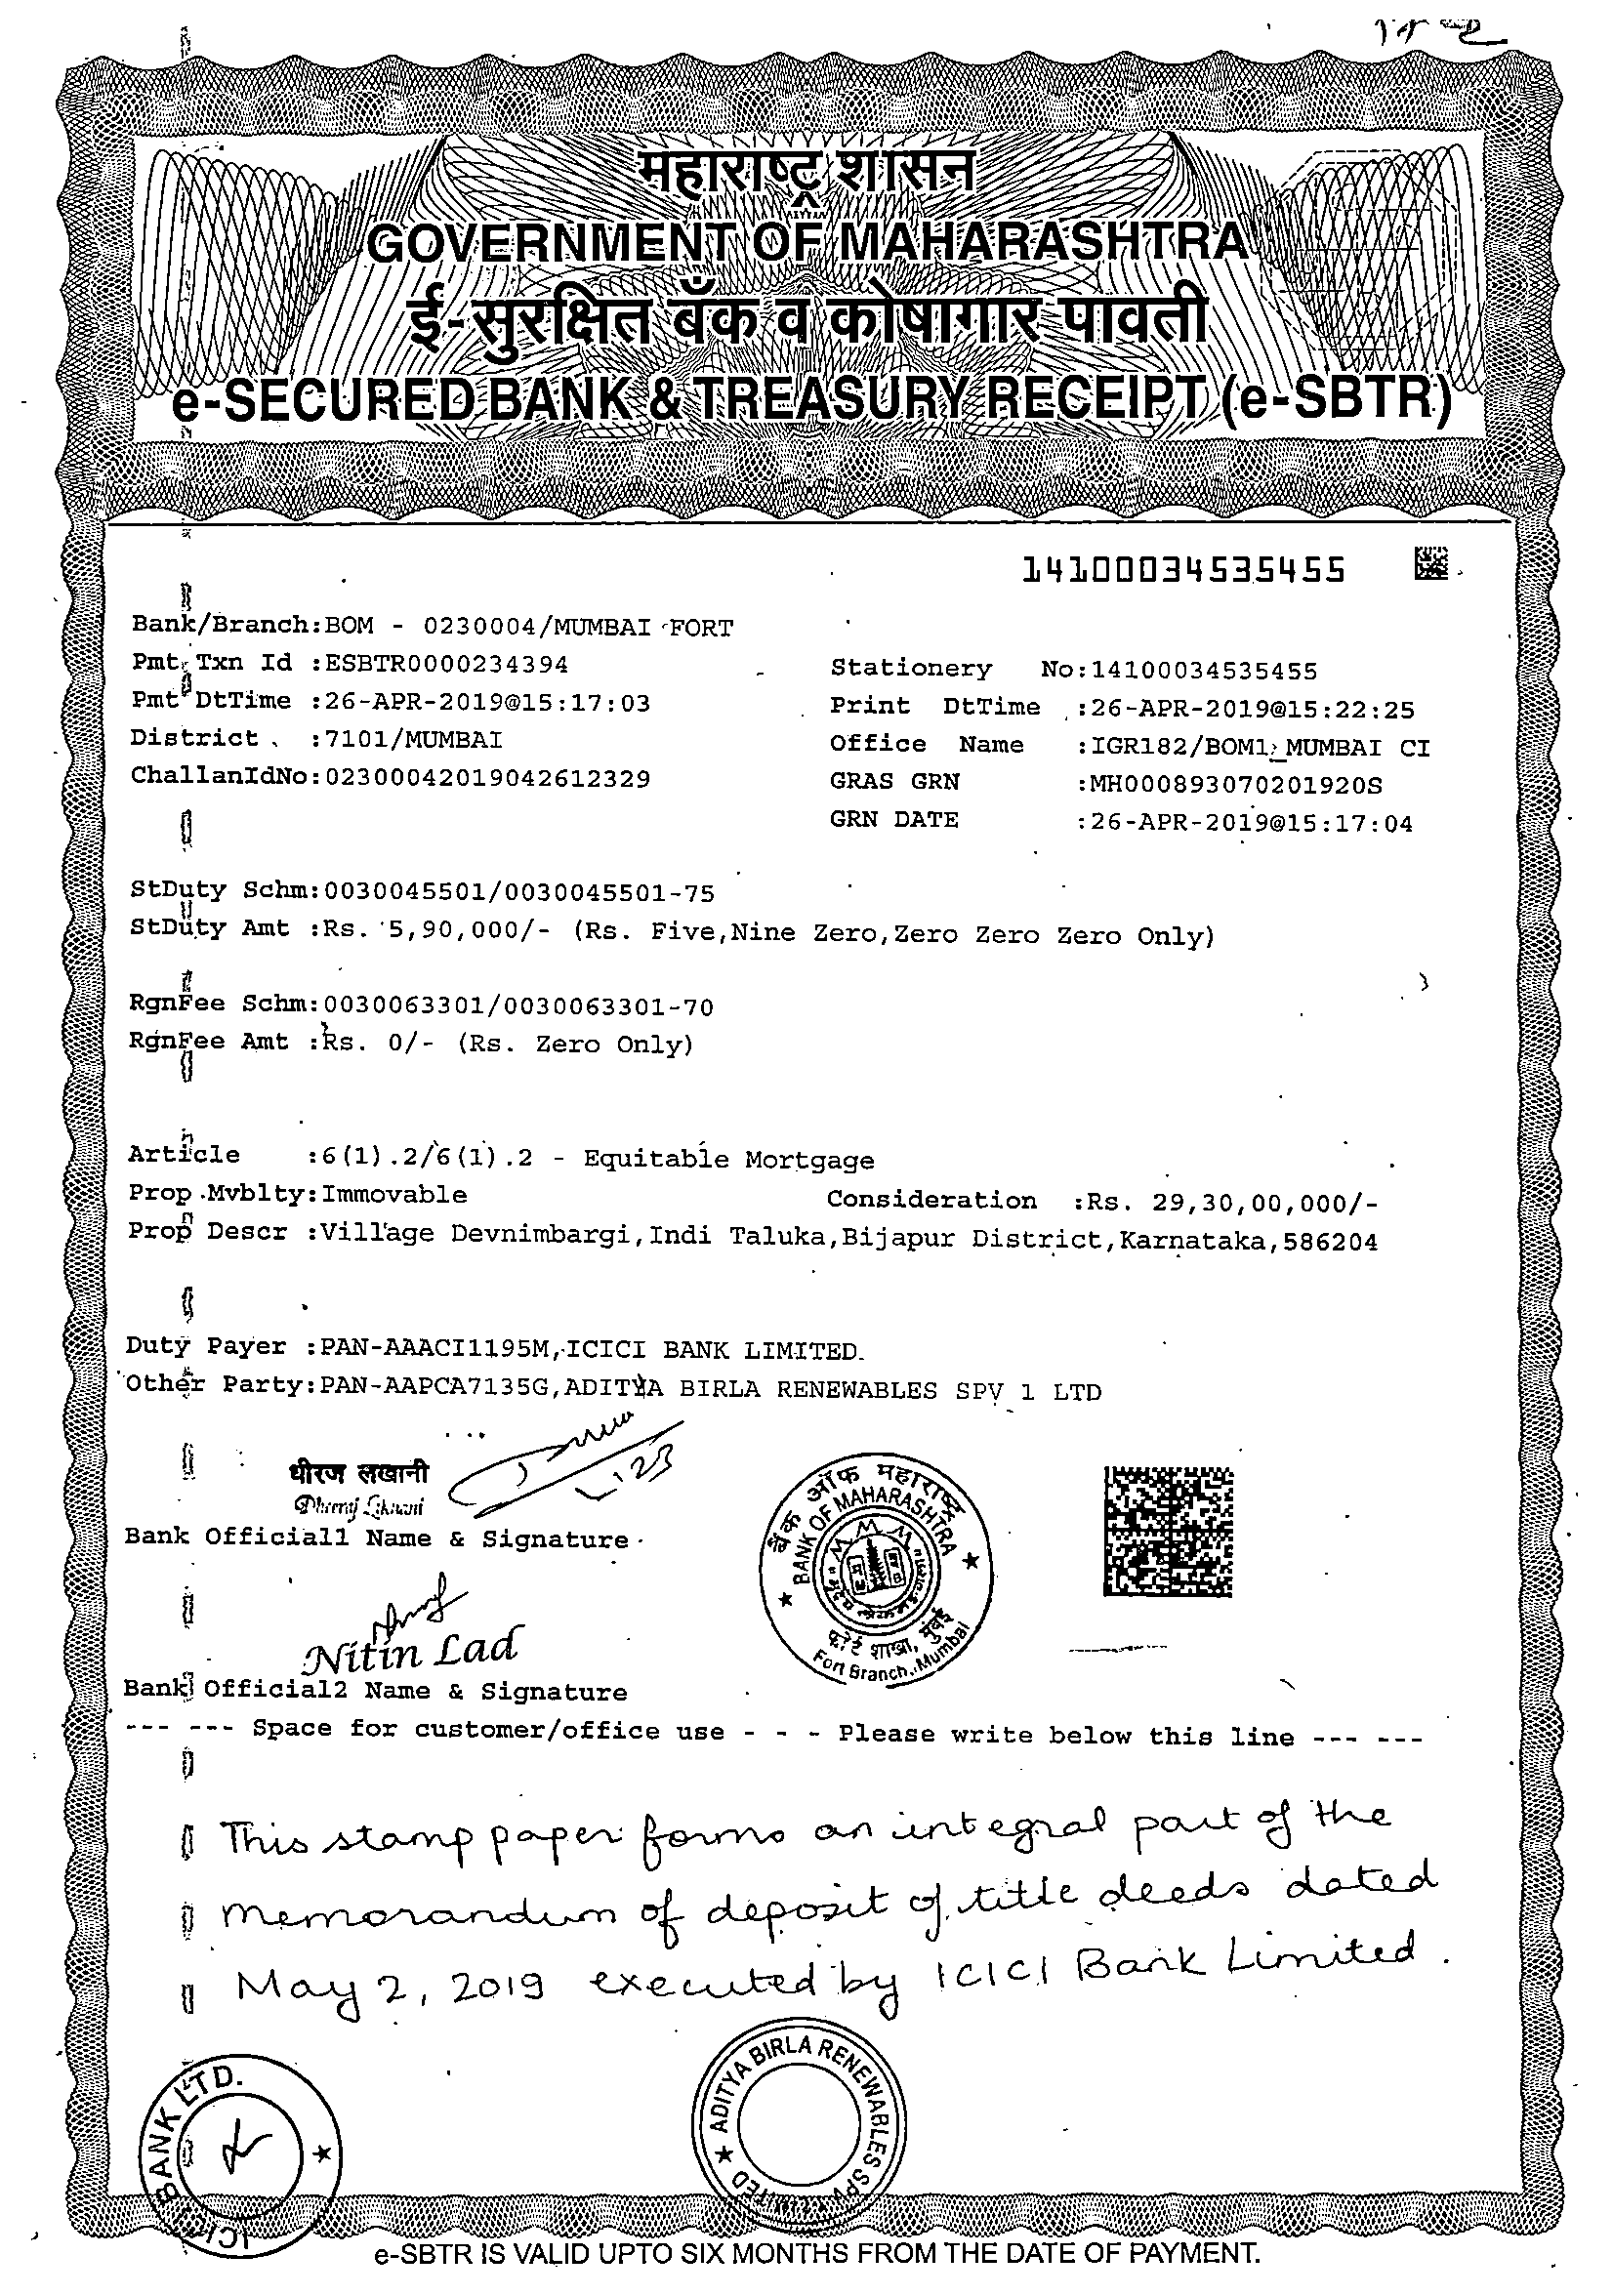 महाराष्ट्र शासन
GOVERNMENT OF MAHARASHTRA
ई-सुरक्षित बँक व कोषागार पावती
e-SECURED BANK & TREASURY RECEIPT (e-SBTR)
14100034535455
Bank/Branch:BOM - 0230004/MUMBAI FORT
Pmt Txn Id :ESBTR0000234394
Stationery No:14100034535455
Pmt DtTime :26-APR-2019@15:17:03
Print DtTime :26-APR-2019@15:22:25
District :7101/MUMBAI
Office Name :IGR182/BOM1_MUMBAI CI
ChallanIdNo:02300042019042612329
GRAS GRN :MH000893070201920S
GRN DATE :26-APR-2019@15:17:04
StDuty Schm:0030045501/0030045501-75
StDuty Amt :Rs. 5,90,000/- (Rs. Five,Nine Zero,Zero Zero Zero Only)
RgnFee Schm:0030063301/0030063301-70
RgnFee Amt :Rs. 0/- (Rs. Zero Only)
Article :6(1).2/6(1).2 - Equitable Mortgage
Prop Mvblty:Immovable Consideration :Rs. 29,30,00,000/-
Prop Descr :Village Devnimbargi,Indi Taluka,Bijapur District,Karnataka,586204
Duty Payer :PAN-AAACI1195M,ICICI BANK LIMITED
Other Party:PAN-AAPCA7135G,ADITYA BIRLA RENEWABLES SPV 1 LTD
धीरज लखानी
Bank Official1 Name & Signature
बैंक ऑफ महाराष्ट्र
BANK OF MAHARASHTRA
फोर्ट शाखा, मुंबई
Fort Branch, Mumbai
Nitin Lad
Bank Official2 Name & Signature
--- --- Space for customer/office use - - - Please write below this line --- ---
This stamp paper forms an integral part of the
memorandum of deposit of title deeds dated
May 2, 2019 executed by ICICI Bank Limited.
ICICI BANK LTD.
ADITYA BIRLA RENEWABLES SPV 1 LIMITED
e-SBTR IS VALID UPTO SIX MONTHS FROM THE DATE OF PAYMENT.